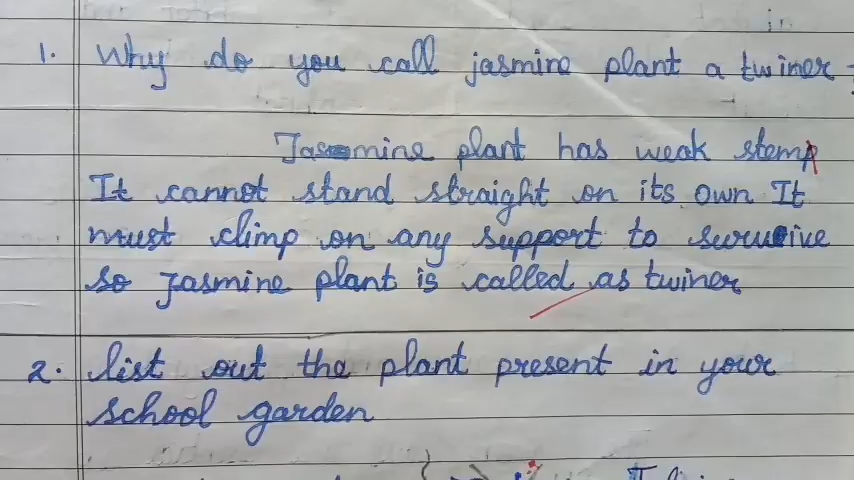 1. Why do you call jasmine plant a twiner
Jasmine plant has weak stem
It cannot stand straight on its own It
must climp on any support to survive
so Jasmine plant is called as twiner
2. list out the plant present in your
school garden